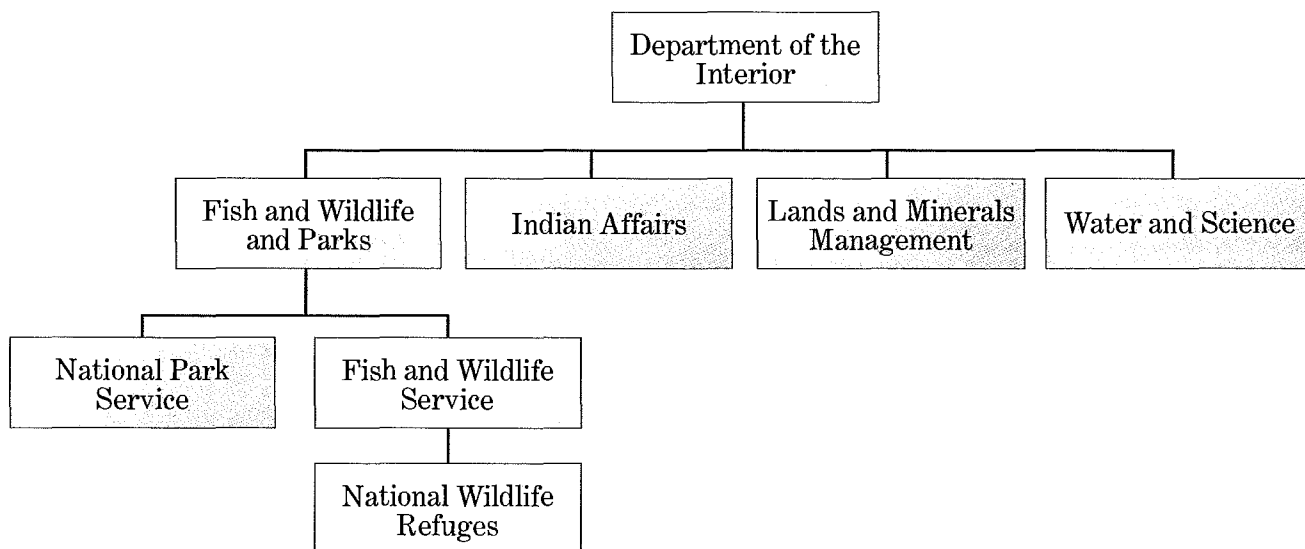 Department of the
Interior
Fish and Wildlife
and Parks
Indian Affairs
Lands and Minerals
Management
Water and Science
National Park
Service
Fish and Wildlife
Service
National Wildlife
Refuges